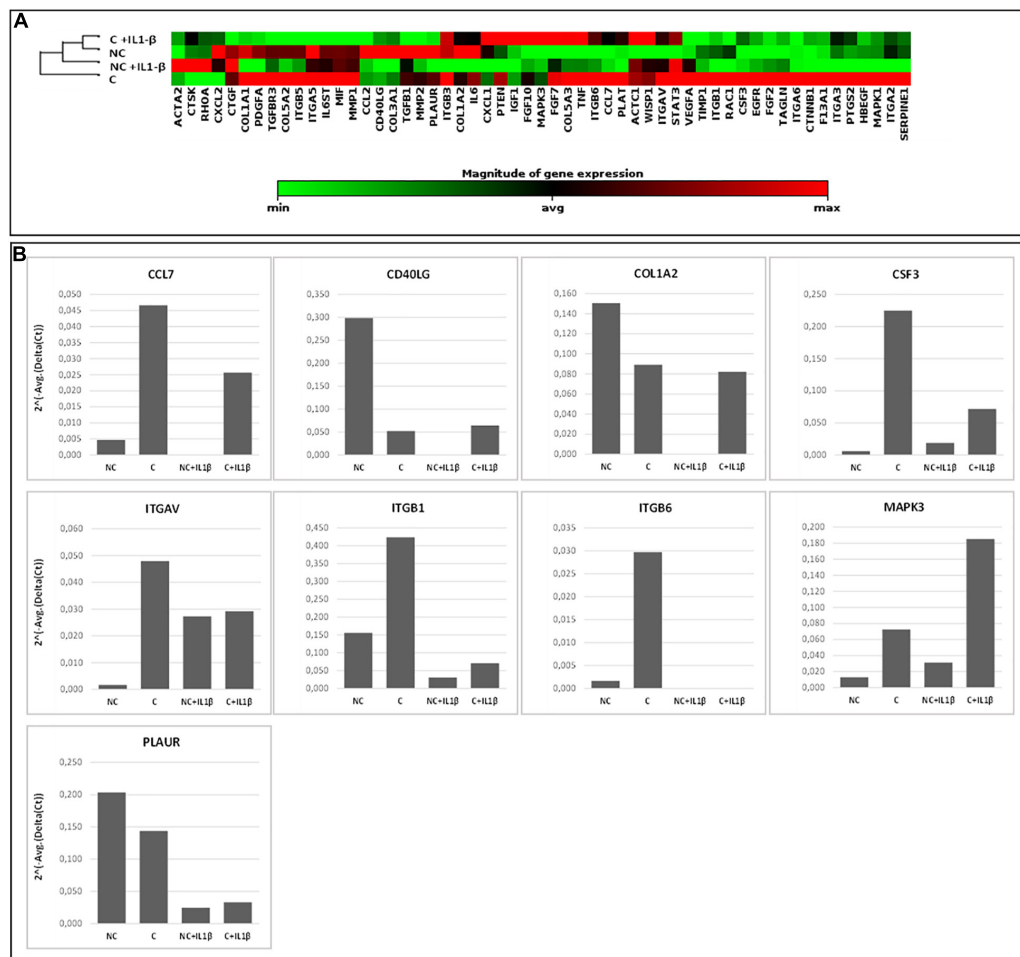 A
C +IL1-β
NC
NC +IL1-β
C
ACTA2 CTSK RHOA CXCL2 CTGF COL1A1 PDGFA TGFBR3 COL5A2 ITGB5 ITGA5 IL6ST MIF MMP1 CCL2 CD40LG COL3A1 TGFB1 MMP2 PLAUR ITGB3 COL1A2 IL6 CXCL1 PTEN IGF1 FGF10 MAPK3 FGF7 COL5A3 TNF ITGB6 CCL7 PLAT ACTC1 WISP1 ITGAV STAT3 VEGFA TIMP1 ITGB1 RAC1 CSF3 EGFR FGF2 TAGLN ITGA6 CTNNB1 F13A1 ITGA3 PTGS2 HBEGF MAPK1 ITGA2 SERPINE1
Magnitude of gene expression
min avg max
B
CCL7
2^(-Avg.(Delta(Ct))
0,050
0,045
0,040
0,035
0,030
0,025
0,020
0,015
0,010
0,005
0,000
NC C NC+IL1β C+IL1β
CD40LG
0,350
0,300
0,250
0,200
0,150
0,100
0,050
0,000
NC C NC+IL1β C+IL1β
COL1A2
0,160
0,140
0,120
0,100
0,080
0,060
0,040
0,020
0,000
NC C NC+IL1β C+IL1β
CSF3
0,250
0,200
0,150
0,100
0,050
0,000
NC C NC+IL1β C+IL1β
ITGAV
2^(-Avg.(Delta(Ct))
0,060
0,050
0,040
0,030
0,020
0,010
0,000
NC C NC+IL1β C+IL1β
ITGB1
0,450
0,400
0,350
0,300
0,250
0,200
0,150
0,100
0,050
0,000
NC C NC+IL1β C+IL1β
ITGB6
0,035
0,030
0,025
0,020
0,015
0,010
0,005
0,000
NC C NC+IL1β C+IL1β
MAPK3
0,200
0,180
0,160
0,140
0,120
0,100
0,080
0,060
0,040
0,020
0,000
NC C NC+IL1β C+IL1β
PLAUR
2^(-Avg.(Delta(Ct))
0,250
0,200
0,150
0,100
0,050
0,000
NC C NC+IL1β C+IL1β